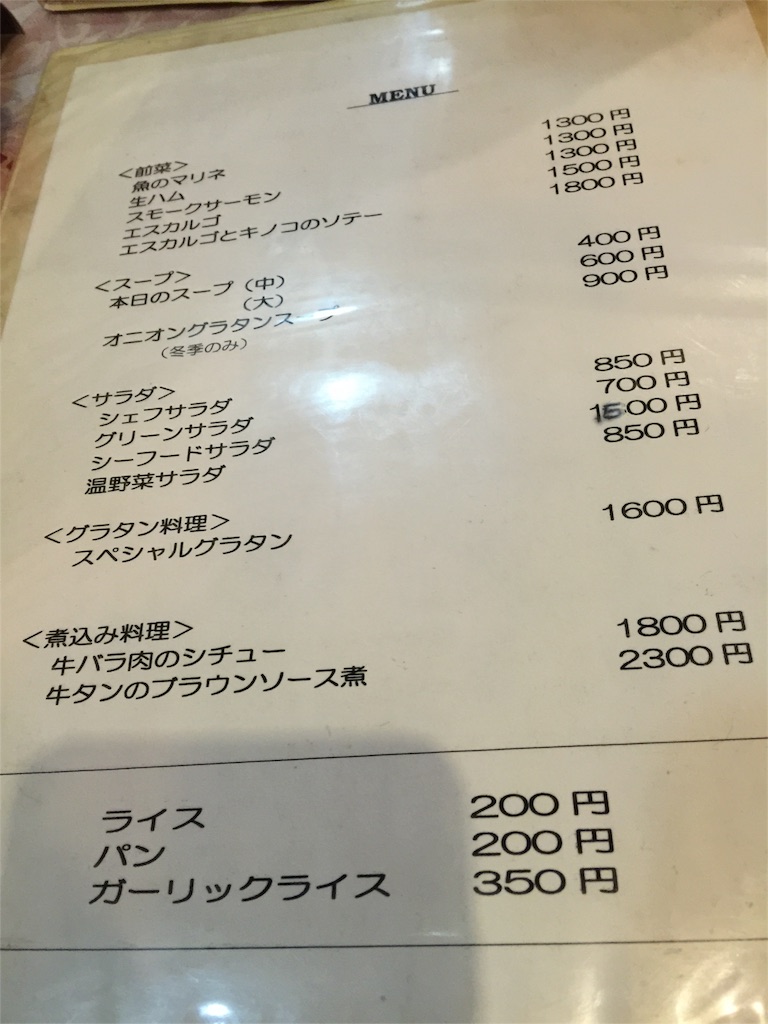 MENU
<前菜>
魚のマリネ 1300円
生ハム 1300円
スモークサーモン 1300円
エスカルゴ 1500円
エスカルゴとキノコのソテー 1800円
<スープ>
本日のスープ(中) 400円
(大) 600円
オニオングラタンスープ 900円
(冬季のみ)
<サラダ>
シェフサラダ 850円
グリーンサラダ 700円
シーフードサラダ 1500円
温野菜サラダ 850円
<グラタン料理>
スペシャルグラタン 1600円
<煮込み料理>
牛バラ肉のシチュー 1800円
牛タンのブラウンソース煮 2300円
ライス 200円
パン 200円
ガーリックライス 350円